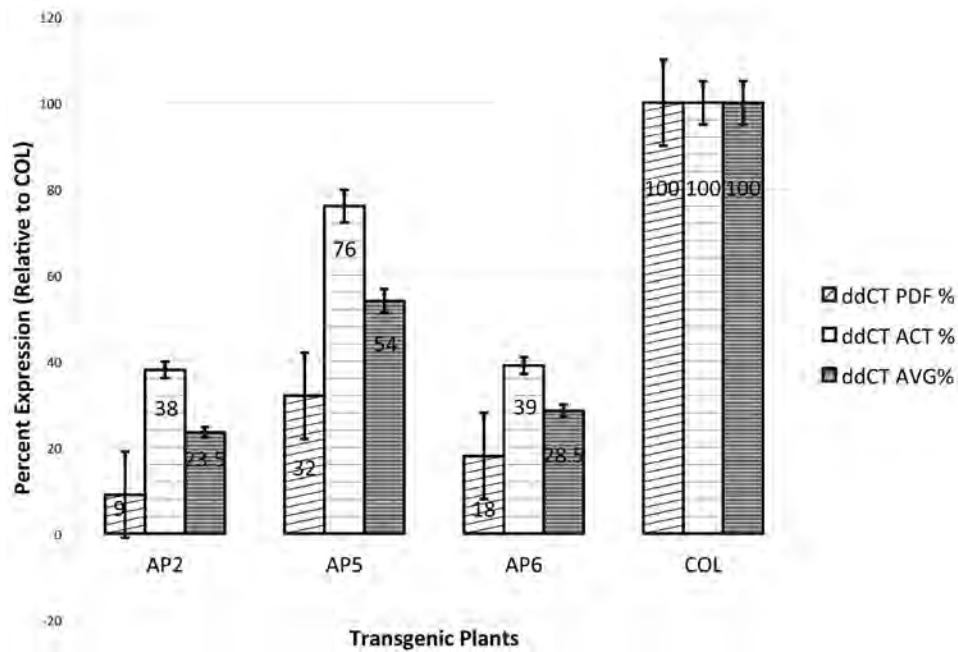 120
100
80
60
40
20
0
-20
Percent Expression (Relative to COL)
9
38
23.5
32
76
54
18
39
28.5
100 100 100
AP2 AP5 AP6 COL
Transgenic Plants
ddCT PDF %
ddCT ACT %
ddCT AVG%